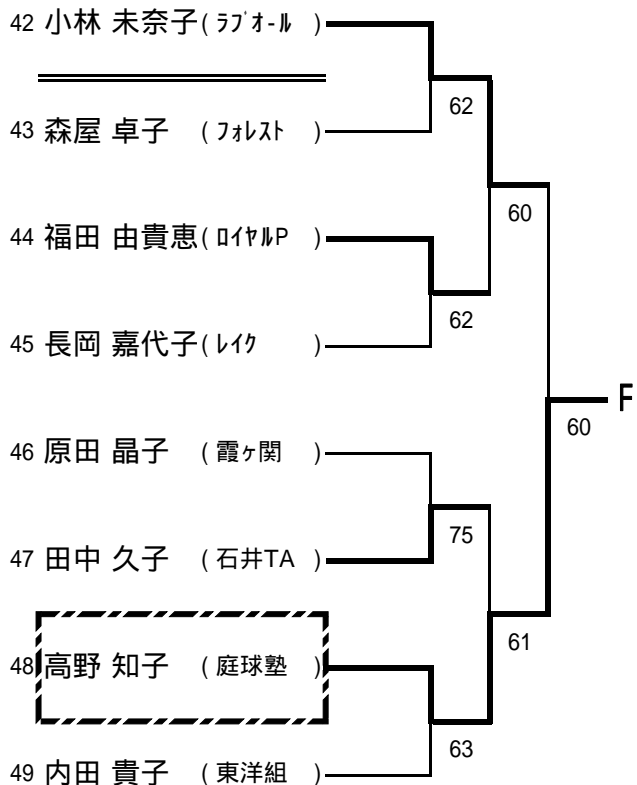 42 小林 未奈子(ﾗﾌﾞｵｰﾙ )
62
43 森屋 卓子 (ﾌｫﾚｽﾄ )
60
44 福田 由貴恵(ﾛｲﾔﾙP )
62
45 長岡 嘉代子(ﾚｲｸ )
F
60
46 原田 晶子 (霞ヶ関 )
75
47 田中 久子 (石井TA )
61
48 高野 知子 (庭球塾 )
63
49 内田 貴子 (東洋組 )